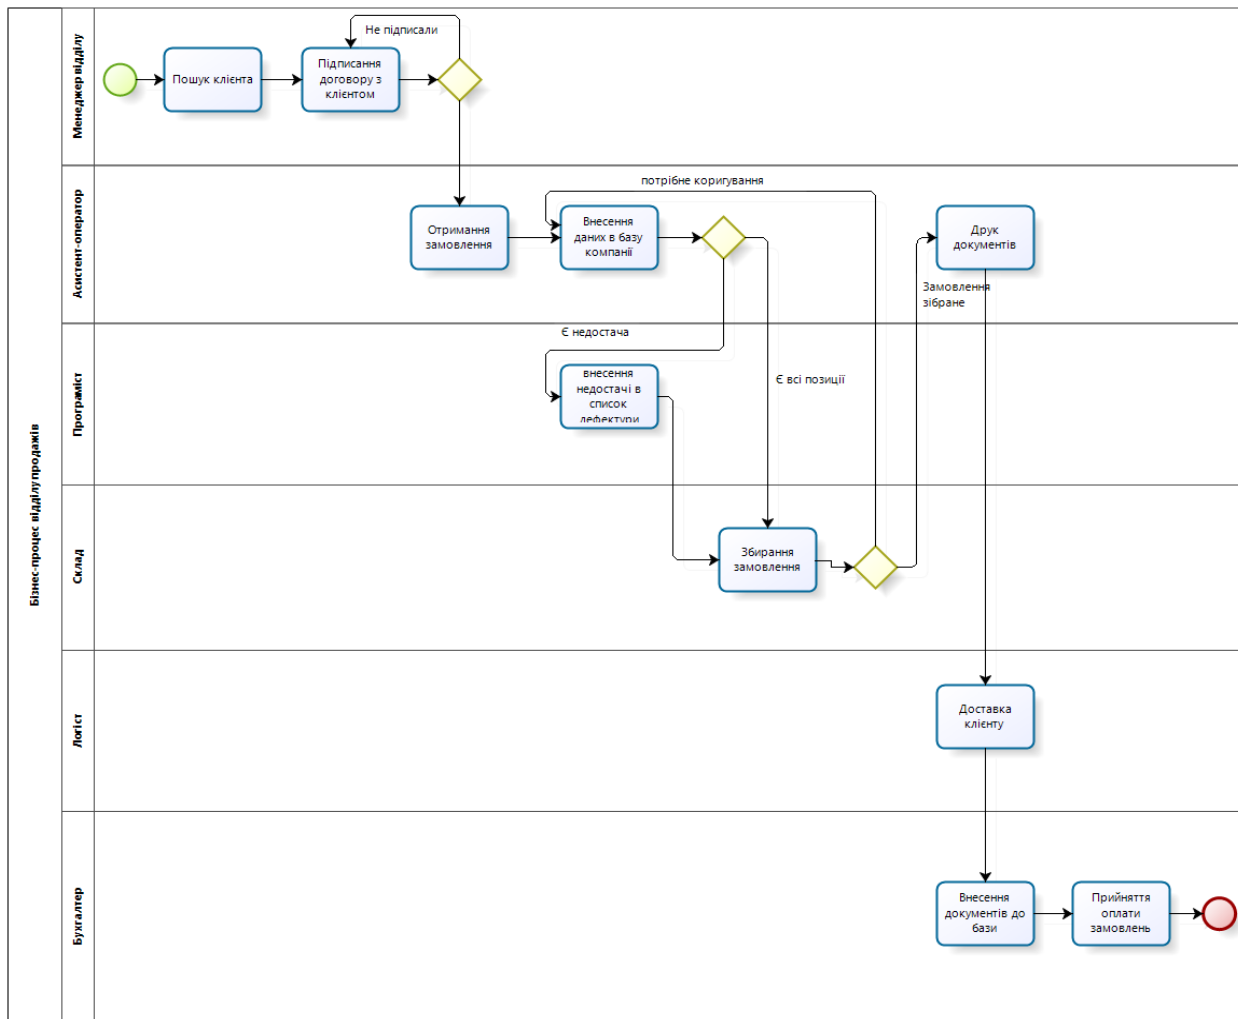 Бізнес-процес відділу продажів
Менеджер відділу
Не підписали
Пошук клієнта
Підписання
договору з
клієнтом
Асистент-оператор
потрібне коригування
Отримання
замовлення
Внесення
даних в базу
компанії
Друк
документів
Замовлення
зібране
Програміст
Є недостача
внесення
недостачі в
список
дефектури
Є всі позиції
Склад
Збирання
замовлення
Логіст
Доставка
клієнту
Бухгалтер
Внесення
документів до
бази
Прийняття
оплати
замовлень